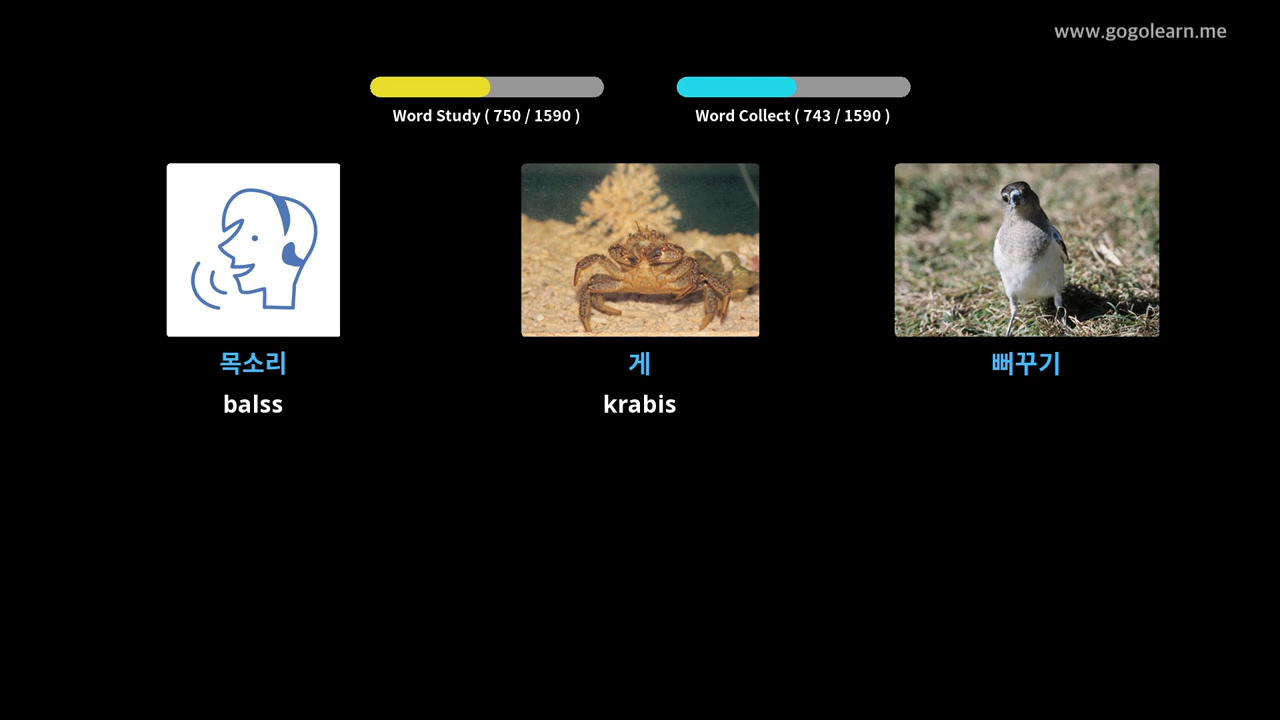 www.gogolearn.me
Word Study ( 750 / 1590 )
Word Collect ( 743 / 1590 )
목소리
balss
게
krabis
뻐꾸기